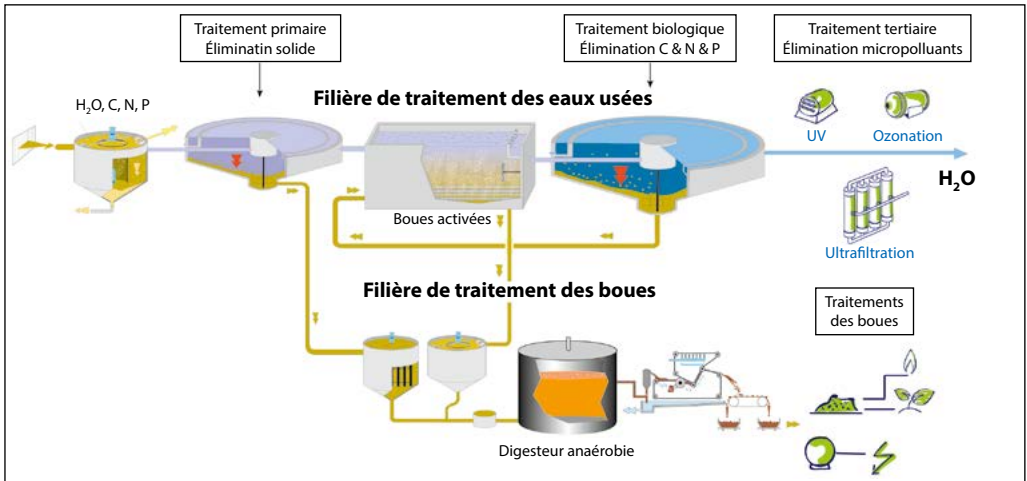 Traitement primaire
Éliminatin solide
Traitement biologique
Élimination C & N & P
Traitement tertiaire
Élimination micropolluants
H₂O, C, N, P
Filière de traitement des eaux usées
UV
Ozonation
H₂O
Boues activées
Ultrafiltration
Filière de traitement des boues
Traitements
des boues
Digesteur anaérobie